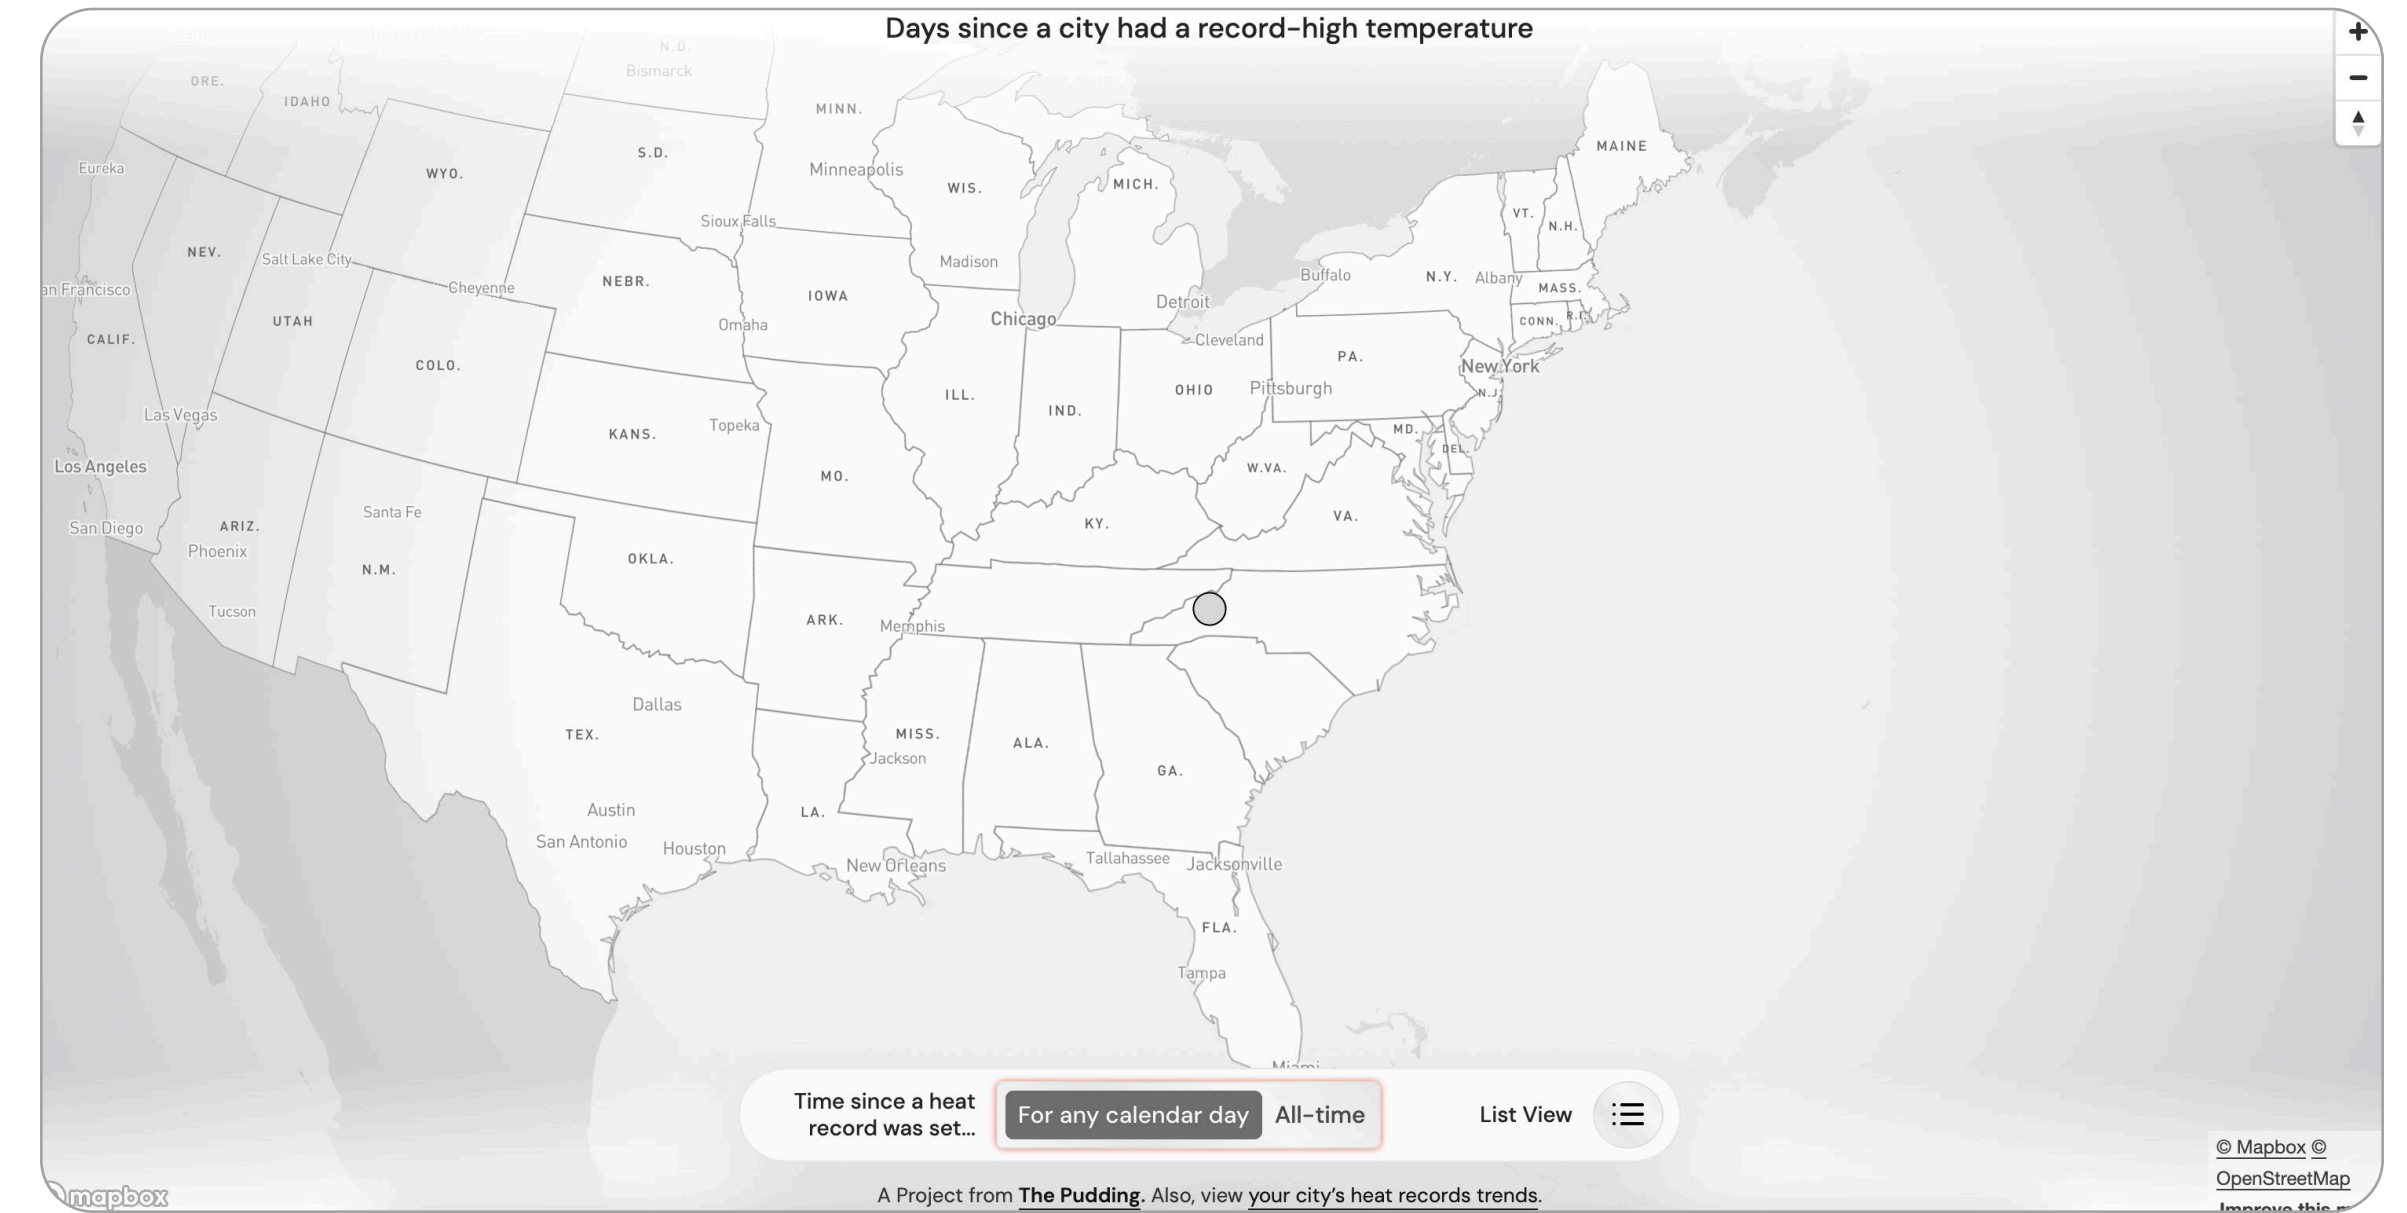 Days since a city had a record-high temperature
Salem
Helena
N.D.
Bismarck
ORE.
IDAHO
MINN.
MAINE
S.D.
Eureka
WYO.
Minneapolis
WIS.
MICH.
VT.
N.H.
Sioux Falls
NEV.
Salt Lake City
Madison
Buffalo
N.Y.
Albany
MASS.
an Francisco
Cheyenne
NEBR.
IOWA
Detroit
UTAH
Omaha
Chicago
CONN.
R.I.
CALIF.
Cleveland
COLO.
PA.
New York
Las Vegas
ILL.
IND.
OHIO
Pittsburgh
N.J.
Topeka
KANS.
MD.
DEL.
Los Angeles
MO.
W.VA.
Santa Fe
San Diego
ARIZ.
KY.
VA.
Phoenix
N.M.
OKLA.
Tucson
ARK.
Memphis
Dallas
TEX.
MISS.
Jackson
ALA.
GA.
Austin
LA.
San Antonio
Houston
New Orleans
Tallahassee
Jacksonville
FLA.
Tampa
Miami
Time since a heat
record was set...
For any calendar day
All-time
List View
© Mapbox ©
OpenStreetMap
mapbox
A Project from The Pudding. Also, view your city's heat records trends.